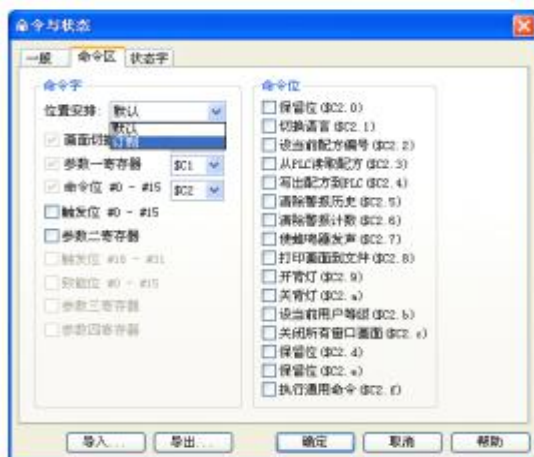 命令与状态
一般 命令区 状态字
命令字
位置安排: 默认
默认
订制
画面切换
参数一寄存器 $C1
命令位 #0 - #15 $C2
触发位 #0 - #15
参数二寄存器
触发位 #16 - #31
致能位 #0 - #15
参数三寄存器
参数四寄存器
命令位
保留位 ($C2.0)
切换语言 ($C2.1)
设当前配方编号 ($C2.2)
从PLC读取配方 ($C2.3)
写出配方到PLC ($C2.4)
清除警报历史 ($C2.5)
清除警报计数 ($C2.6)
使蜂鸣器发声 ($C2.7)
打印画面到文件 ($C2.8)
开背灯 ($C2.9)
关背灯 ($C2.a)
设当前用户等级 ($C2.b)
关闭所有窗口画面 ($C2.c)
保留位 ($C2.d)
保留位 ($C2.e)
执行通用命令 ($C2.f)
导入... 导出... 确定 取消 帮助